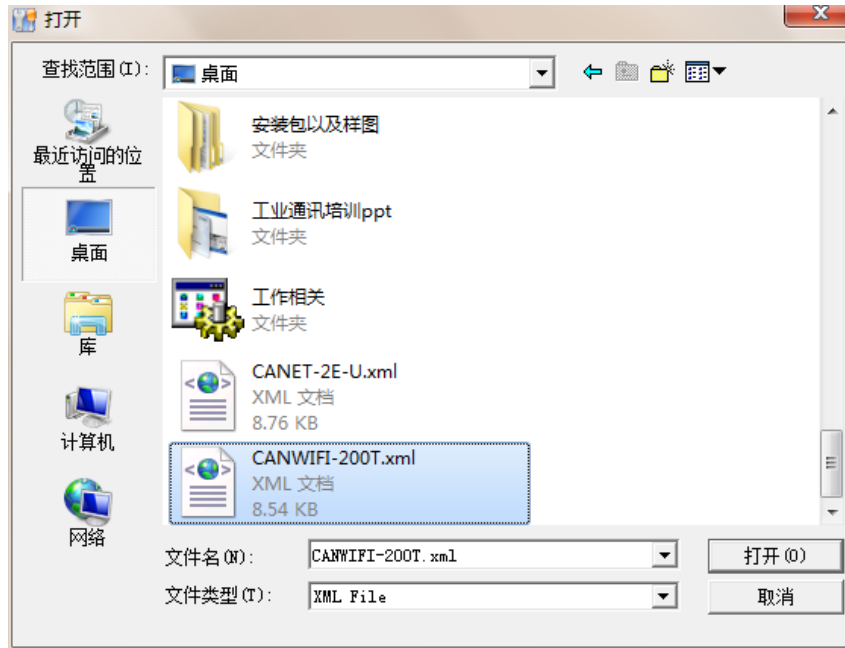 打开
查找范围(I):
桌面
最近访问的位
置
桌面
库
计算机
网络
安装包以及样图
文件夹
工业通讯培训ppt
文件夹
工作相关
文件夹
CANET-2E-U.xml
XML 文档
8.76 KB
CANWIFI-200T.xml
XML 文档
8.54 KB
文件名(N):
CANWIFI-200T.xml
打开(O)
文件类型(T):
XML File
取消